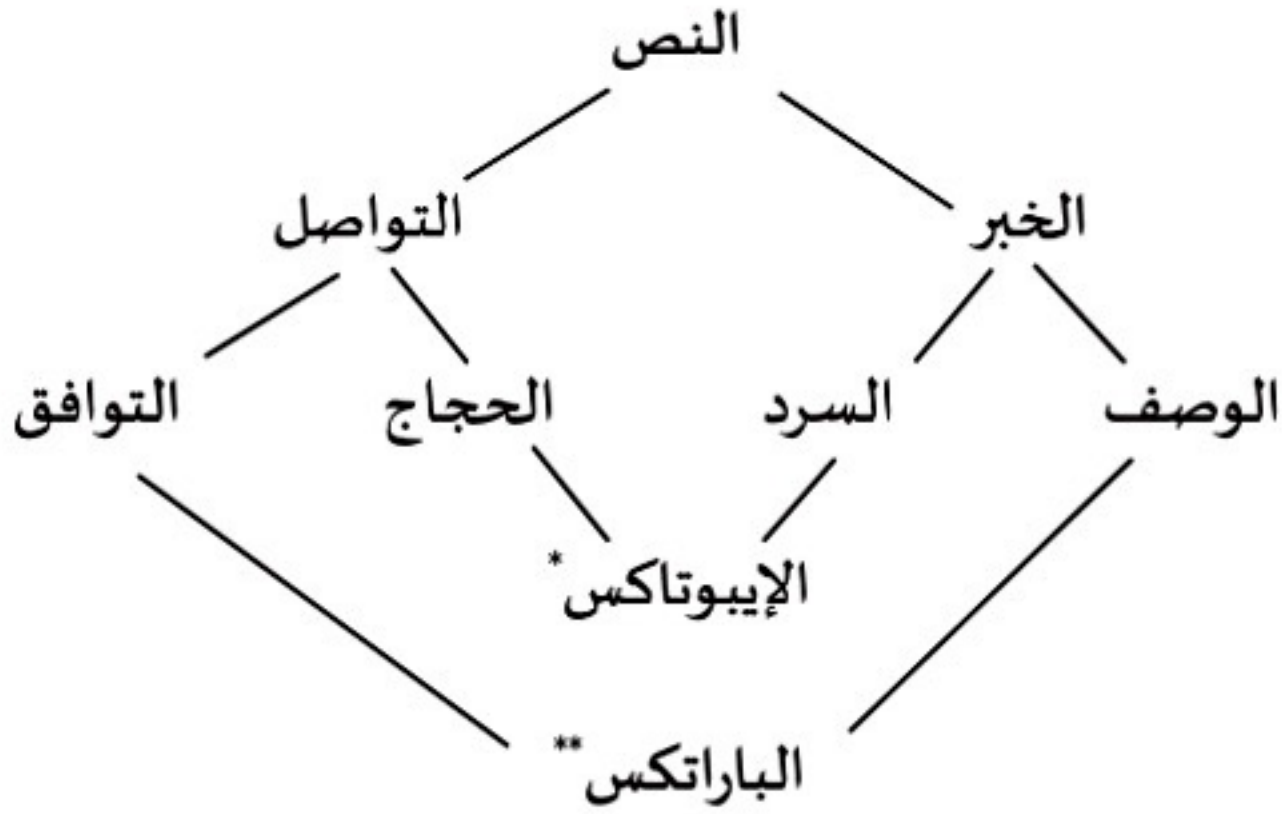 النص
الخبر التواصل
الوصف السرد الحجاج التوافق
الإيبوتاكس*
الباراتكس**